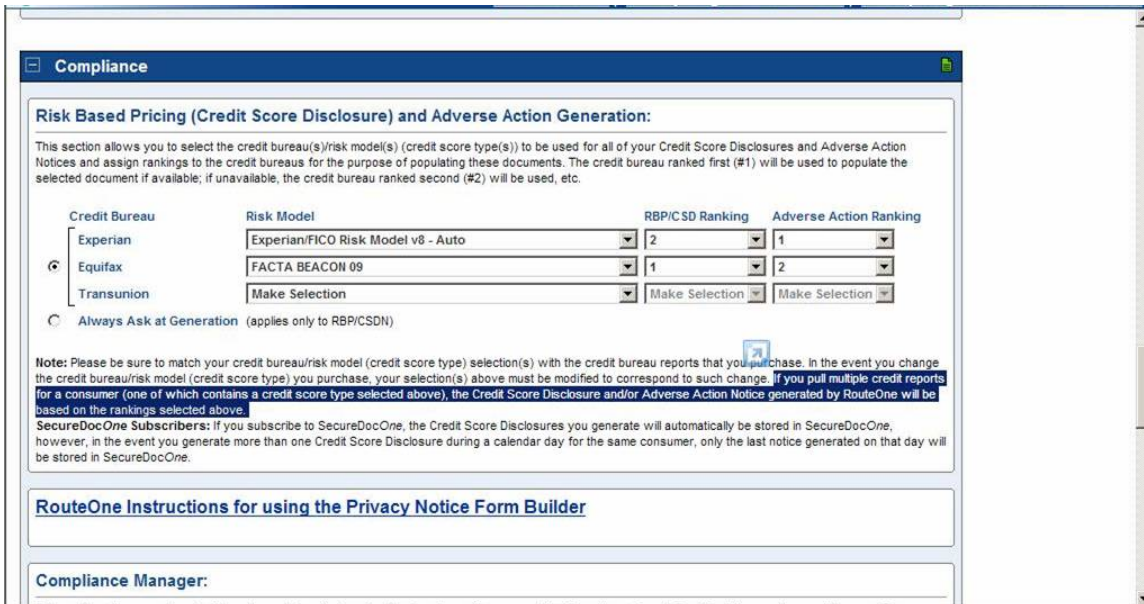 Compliance
Risk Based Pricing (Credit Score Disclosure) and Adverse Action Generation:
This section allows you to select the credit bureau(s)/risk model(s) (credit score type(s)) to be used for all of your Credit Score Disclosures and Adverse Action
Notices and assign rankings to the credit bureaus for the purpose of populating these documents. The credit bureau ranked first (#1) will be used to populate the
selected document if available; if unavailable, the credit bureau ranked second (#2) will be used, etc.
Credit Bureau Risk Model RBP/CSD Ranking Adverse Action Ranking
Experian Experian/FICO Risk Model v8 - Auto 2 1
Equifax FACTA BEACON 09 1 2
Transunion Make Selection Make Selection Make Selection
Always Ask at Generation (applies only to RBP/CSDN)
Note: Please be sure to match your credit bureau/risk model (credit score type) selection(s) with the credit bureau reports that you purchase. In the event you change
the credit bureau/risk model (credit score type) you purchase, your selection(s) above must be modified to correspond to such change. If you pull multiple credit reports
for a consumer (one of which contains a credit score type selected above), the Credit Score Disclosure and/or Adverse Action Notice generated by RouteOne will be
based on the rankings selected above.
SecureDocOne Subscribers: If you subscribe to SecureDocOne, the Credit Score Disclosures you generate will automatically be stored in SecureDocOne,
however, in the event you generate more than one Credit Score Disclosure during a calendar day for the same consumer, only the last notice generated on that day will
be stored in SecureDocOne.
RouteOne Instructions for using the Privacy Notice Form Builder
Compliance Manager: